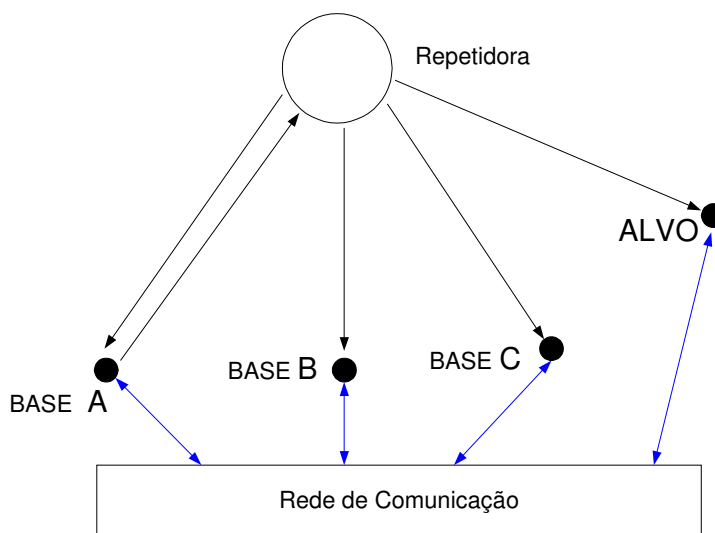 Repetidora
ALVO
BASE A
BASE B
BASE C
Rede de Comunicação